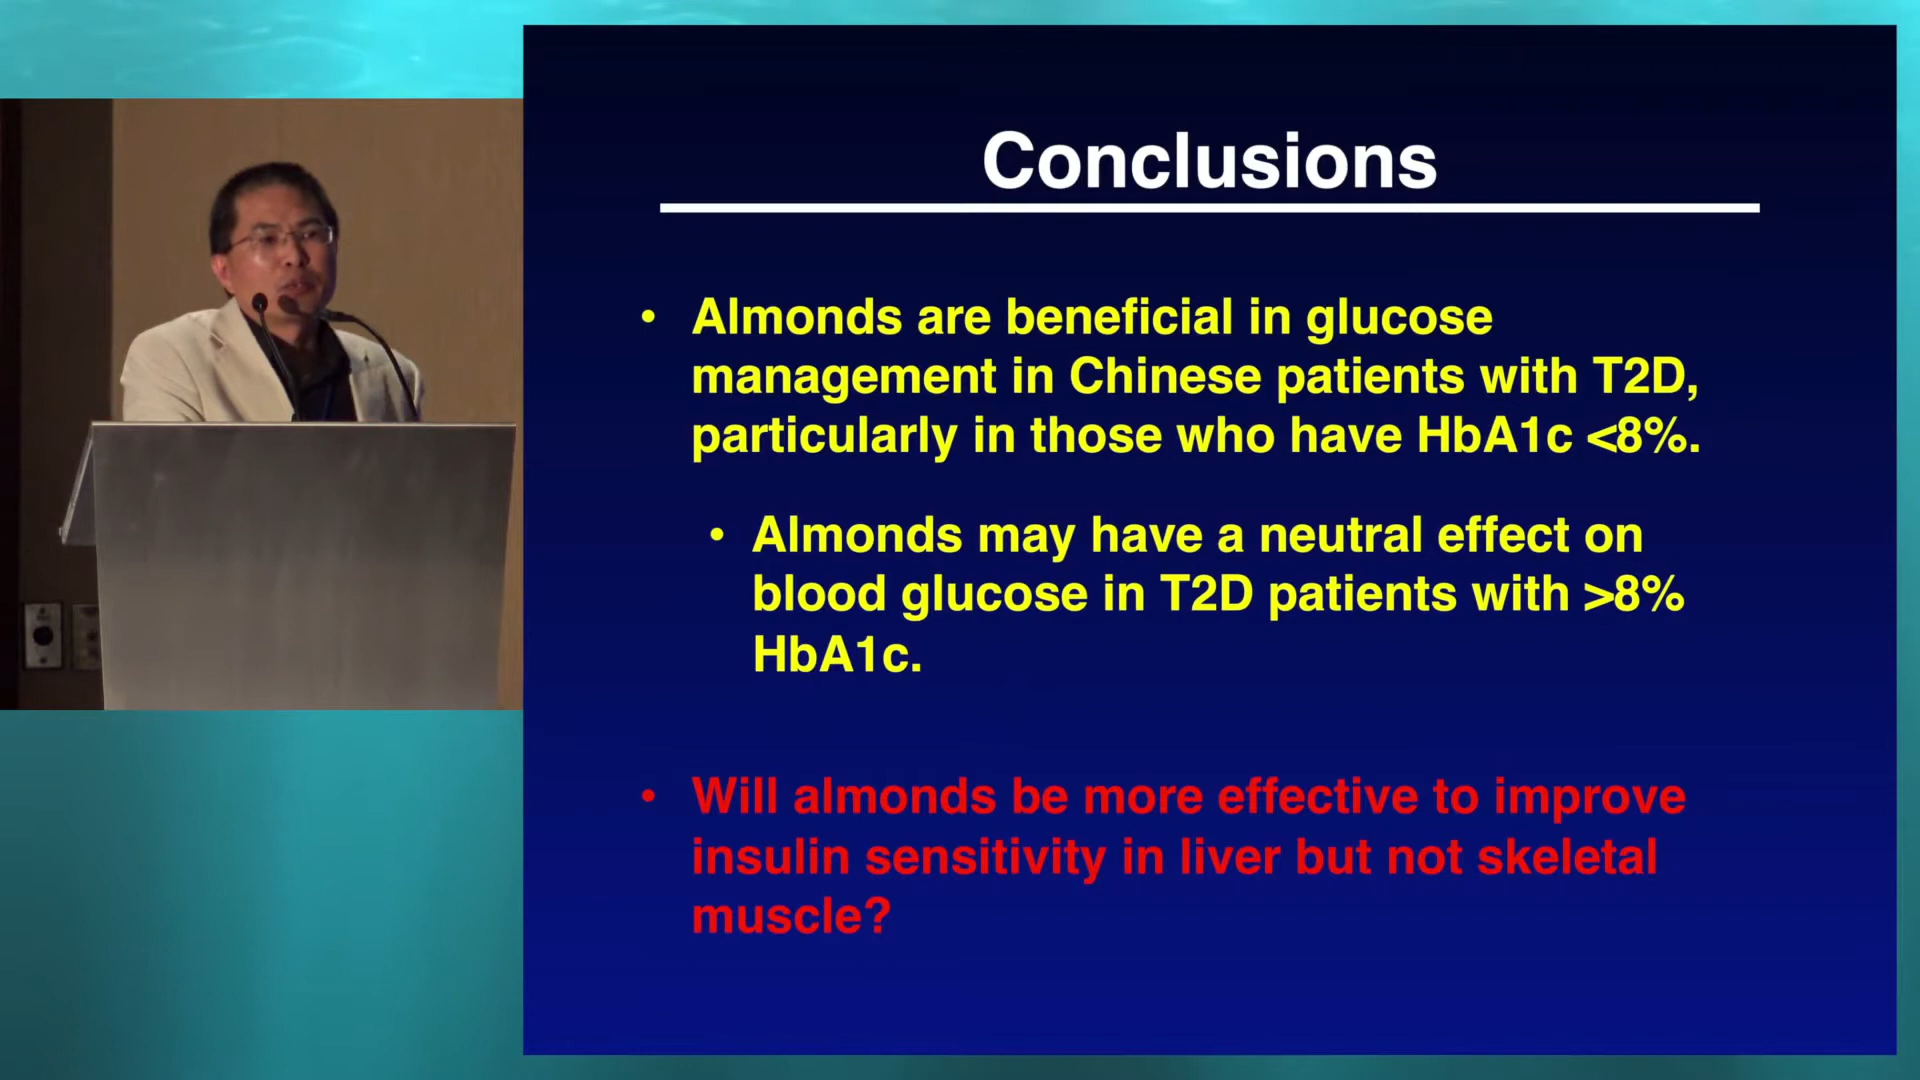 Conclusions
• Almonds are beneficial in glucose
management in Chinese patients with T2D,
particularly in those who have HbA1c <8%.
• Almonds may have a neutral effect on
blood glucose in T2D patients with >8%
HbA1c.
• Will almonds be more effective to improve
insulin sensitivity in liver but not skeletal
muscle?